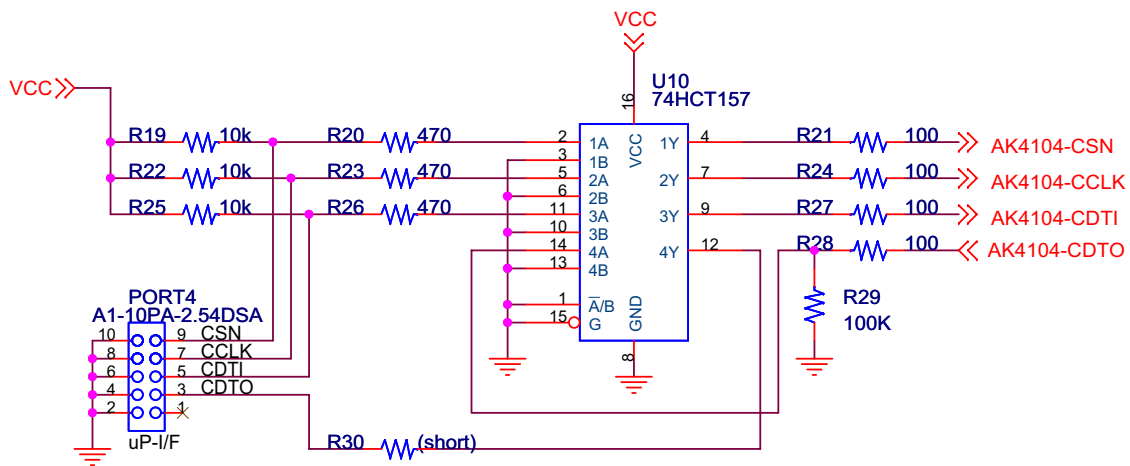 VCC
VCC
U10
74HCT157
16
R19 10k R20 470 2 1A VCC 1Y 4 R21 100 AK4104-CSN
3 1B
R22 10k R23 470 5 2A 2Y 7 R24 100 AK4104-CCLK
6 2B
R25 10k R26 470 11 3A 3Y 9 R27 100 AK4104-CDTI
10 3B
14 4A 4Y 12 R28 100 AK4104-CDTO
13 4B
PORT4
A1-10PA-2.54DSA
1 A/B GND
15 G
8
R29
100K
10 9 CSN
8 7 CCLK
6 5 CDTI
4 3 CDTO
2 1
uP-I/F
R30 (short)